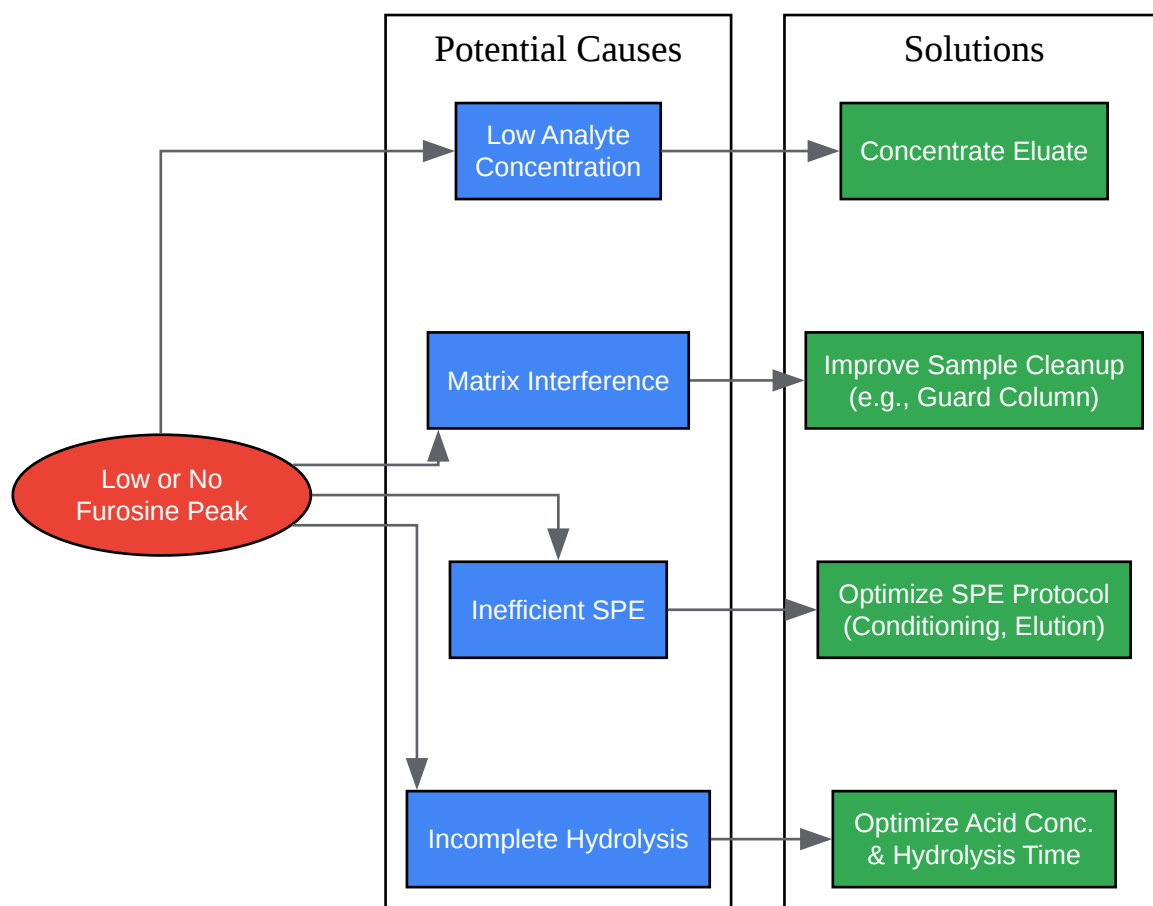 Potential Causes
Solutions
Low Analyte
Concentration
Concentrate Eluate
Matrix Interference
Improve Sample Cleanup
(e.g., Guard Column)
Low or No
Furosine Peak
Inefficient SPE
Optimize SPE Protocol
(Conditioning, Elution)
Incomplete Hydrolysis
Optimize Acid Conc.
& Hydrolysis Time